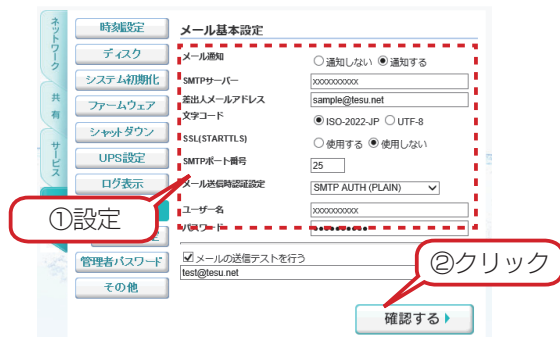 ネットワーク
共有
サービス
時刻設定
ディスク
システム初期化
ファームウェア
シャットダウン
UPS設定
ログ表示
管理者パスワード
その他
メール基本設定
メール通知
通知しない 通知する
SMTPサーバー
xxxxxxxxxx
差出人メールアドレス
sample@tesu.net
文字コード
ISO-2022-JP UTF-8
SSL(STARTTLS)
使用する 使用しない
SMTPポート番号
25
メール送信時認証設定
SMTP AUTH (PLAIN)
ユーザー名
xxxxxxxxxx
パスワード
••••••••••
メールの送信テストを行う
test@tesu.net
確認する
①設定
②クリック